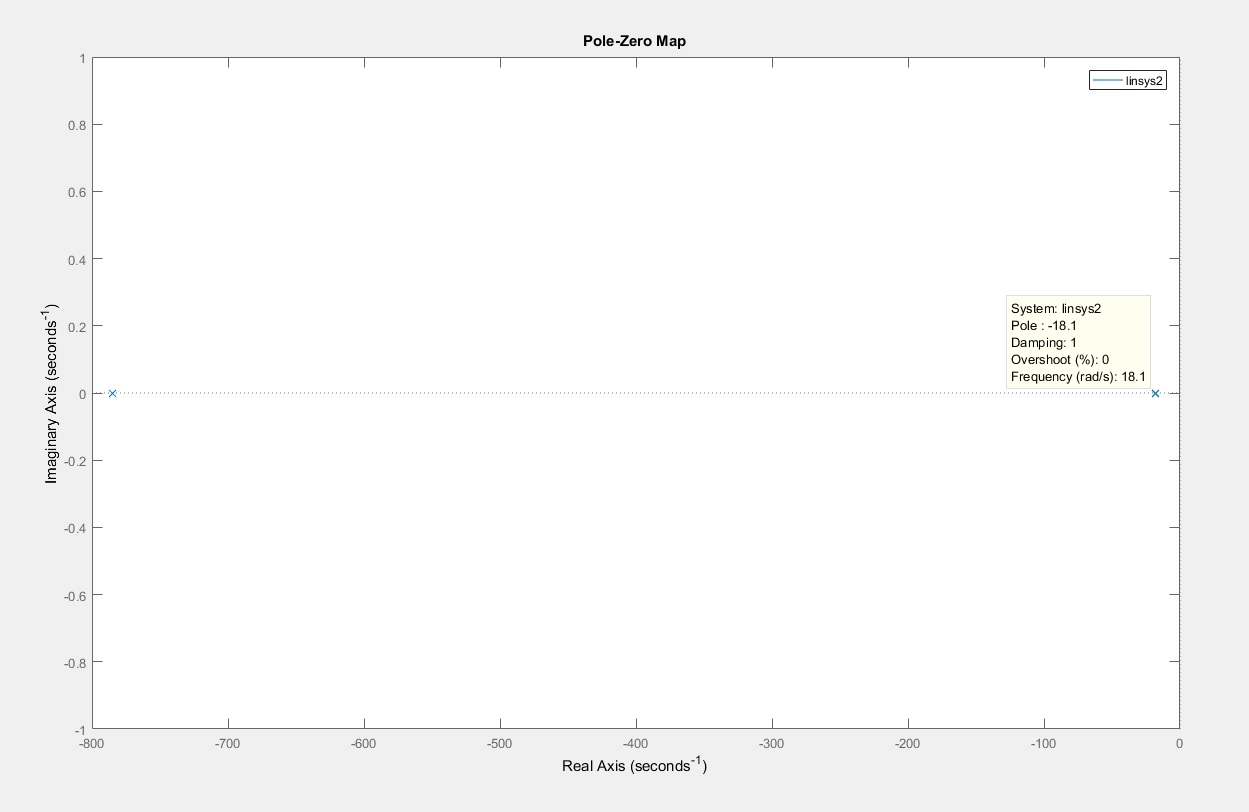 Pole-Zero Map
linsys2
1
0.8
0.6
0.4
0.2
0
-0.2
-0.4
-0.6
-0.8
-1
Imaginary Axis (seconds⁻¹)
System: linsys2
Pole : -18.1
Damping: 1
Overshoot (%): 0
Frequency (rad/s): 18.1
-800 -700 -600 -500 -400 -300 -200 -100 0
Real Axis (seconds⁻¹)